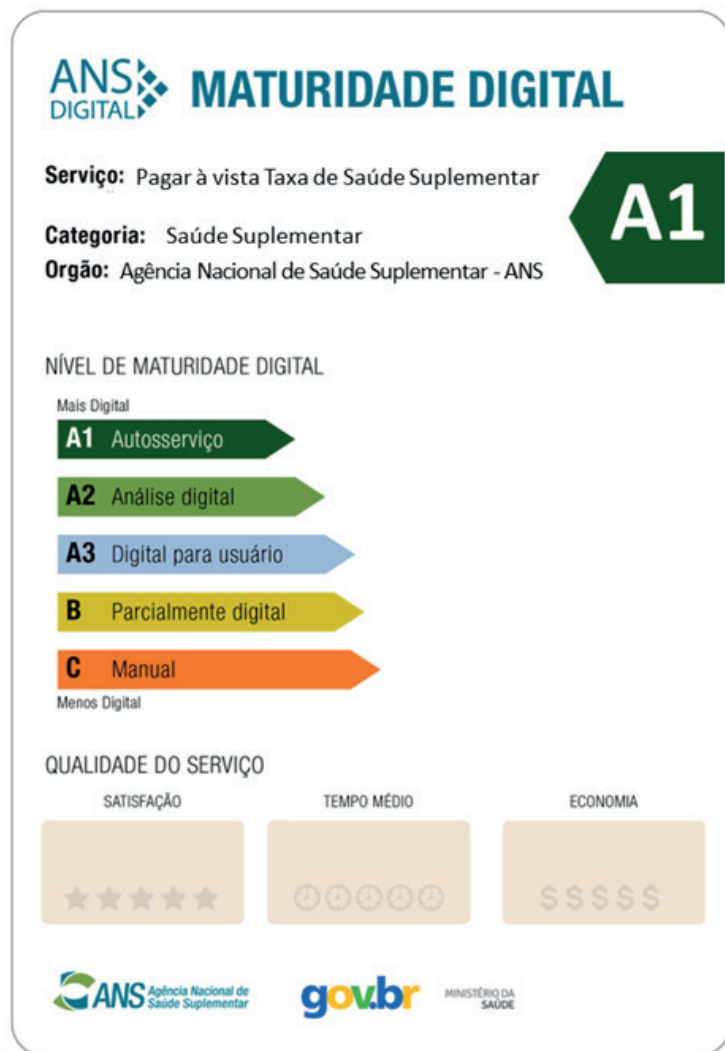 ANS
DIGITAL
MATURIDADE DIGITAL
Serviço: Pagar à vista Taxa de Saúde Suplementar
A1
Categoria: Saúde Suplementar
Orgão: Agência Nacional de Saúde Suplementar - ANS
NÍVEL DE MATURIDADE DIGITAL
Mais Digital
A1 Autosserviço
A2 Análise digital
A3 Digital para usuário
B Parcialmente digital
C Manual
Menos Digital
QUALIDADE DO SERVIÇO
SATISFAÇÃO TEMPO MÉDIO ECONOMIA
$ $ $ $ $
ANS Agência Nacional de
Saúde Suplementar
gov.br
MINISTÉRIO DA
SAÚDE